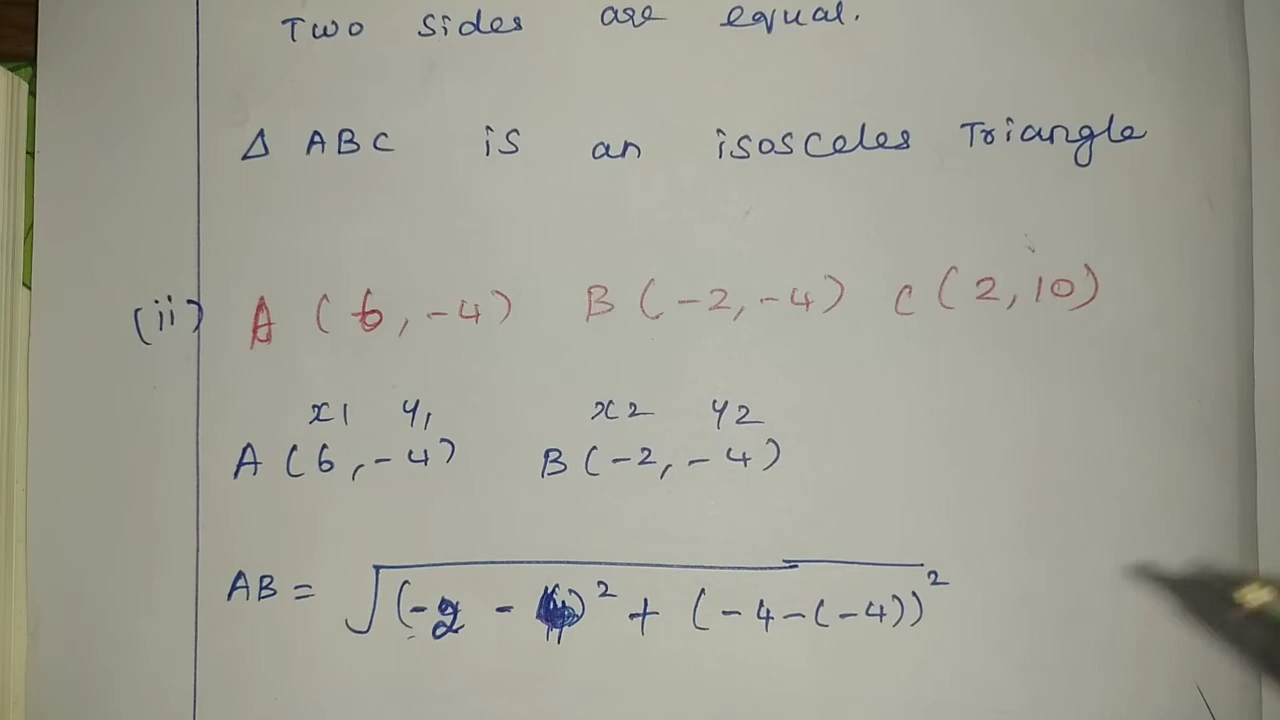 Two sides are equal.
Δ ABC is an isosceles Triangle
(ii) A (6, -4) B (-2, -4) C (2, 10)
x1 y1 x2 y2
A (6, -4) B (-2, -4)
AB = √(-2 - )² + (-4-(-4))²